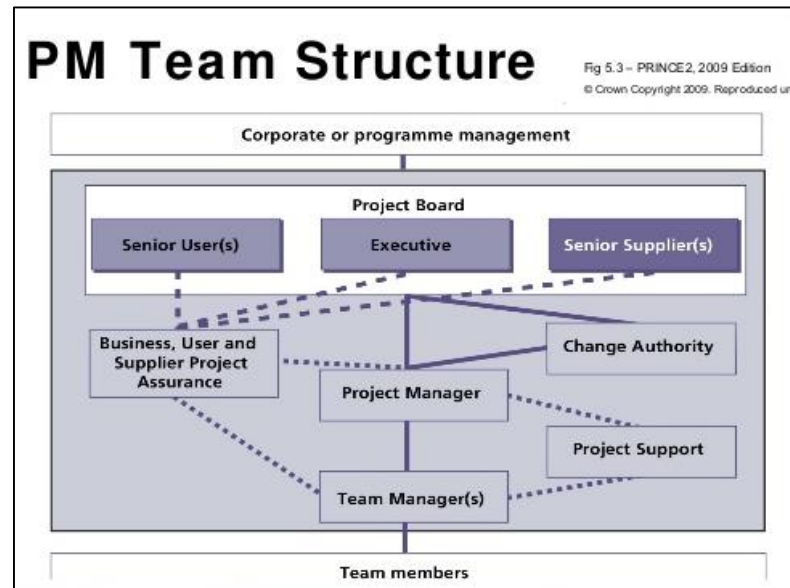 PM Team Structure
Fig 5.3 – PRINCE2, 2009 Edition
© Crown Copyright 2009. Reproduced
Corporate or programme management
Project Board
Senior User(s)
Executive
Senior Supplier(s)
Business, User and
Supplier Project
Assurance
Change Authority
Project Manager
Project Support
Team Manager(s)
Team members